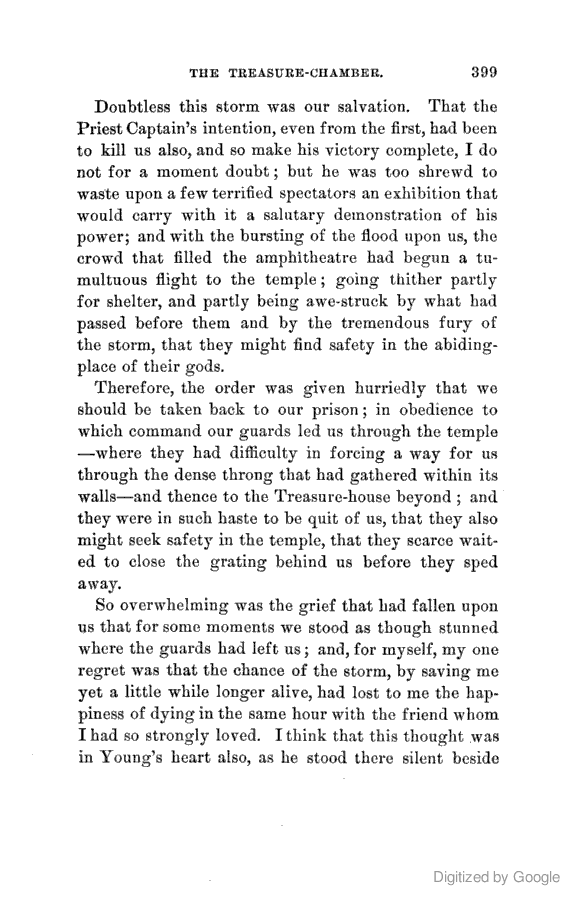 THE TREASURE-CHAMBER. 399
Doubtless this storm was our salvation. That the
Priest Captain's intention, even from the first, had been
to kill us also, and so make his victory complete, I do
not for a moment doubt; but he was too shrewd to
waste upon a few terrified spectators an exhibition that
would carry with it a salutary demonstration of his
power; and with the bursting of the flood upon us, the
crowd that filled the amphitheatre had begun a tu-
multuous flight to the temple; going thither partly
for shelter, and partly being awe-struck by what had
passed before them and by the tremendous fury of
the storm, that they might find safety in the abiding-
place of their gods.
Therefore, the order was given hurriedly that we
should be taken back to our prison; in obedience to
which command our guards led us through the temple
—where they had difficulty in forcing a way for us
through the dense throng that had gathered within its
walls—and thence to the Treasure-house beyond; and
they were in such haste to be quit of us, that they also
might seek safety in the temple, that they scarce wait-
ed to close the grating behind us before they sped
away.
So overwhelming was the grief that had fallen upon
us that for some moments we stood as though stunned
where the guards had left us; and, for myself, my one
regret was that the chance of the storm, by saving me
yet a little while longer alive, had lost to me the hap-
piness of dying in the same hour with the friend whom
I had so strongly loved. I think that this thought was
in Young's heart also, as he stood there silent beside
Digitized by Google